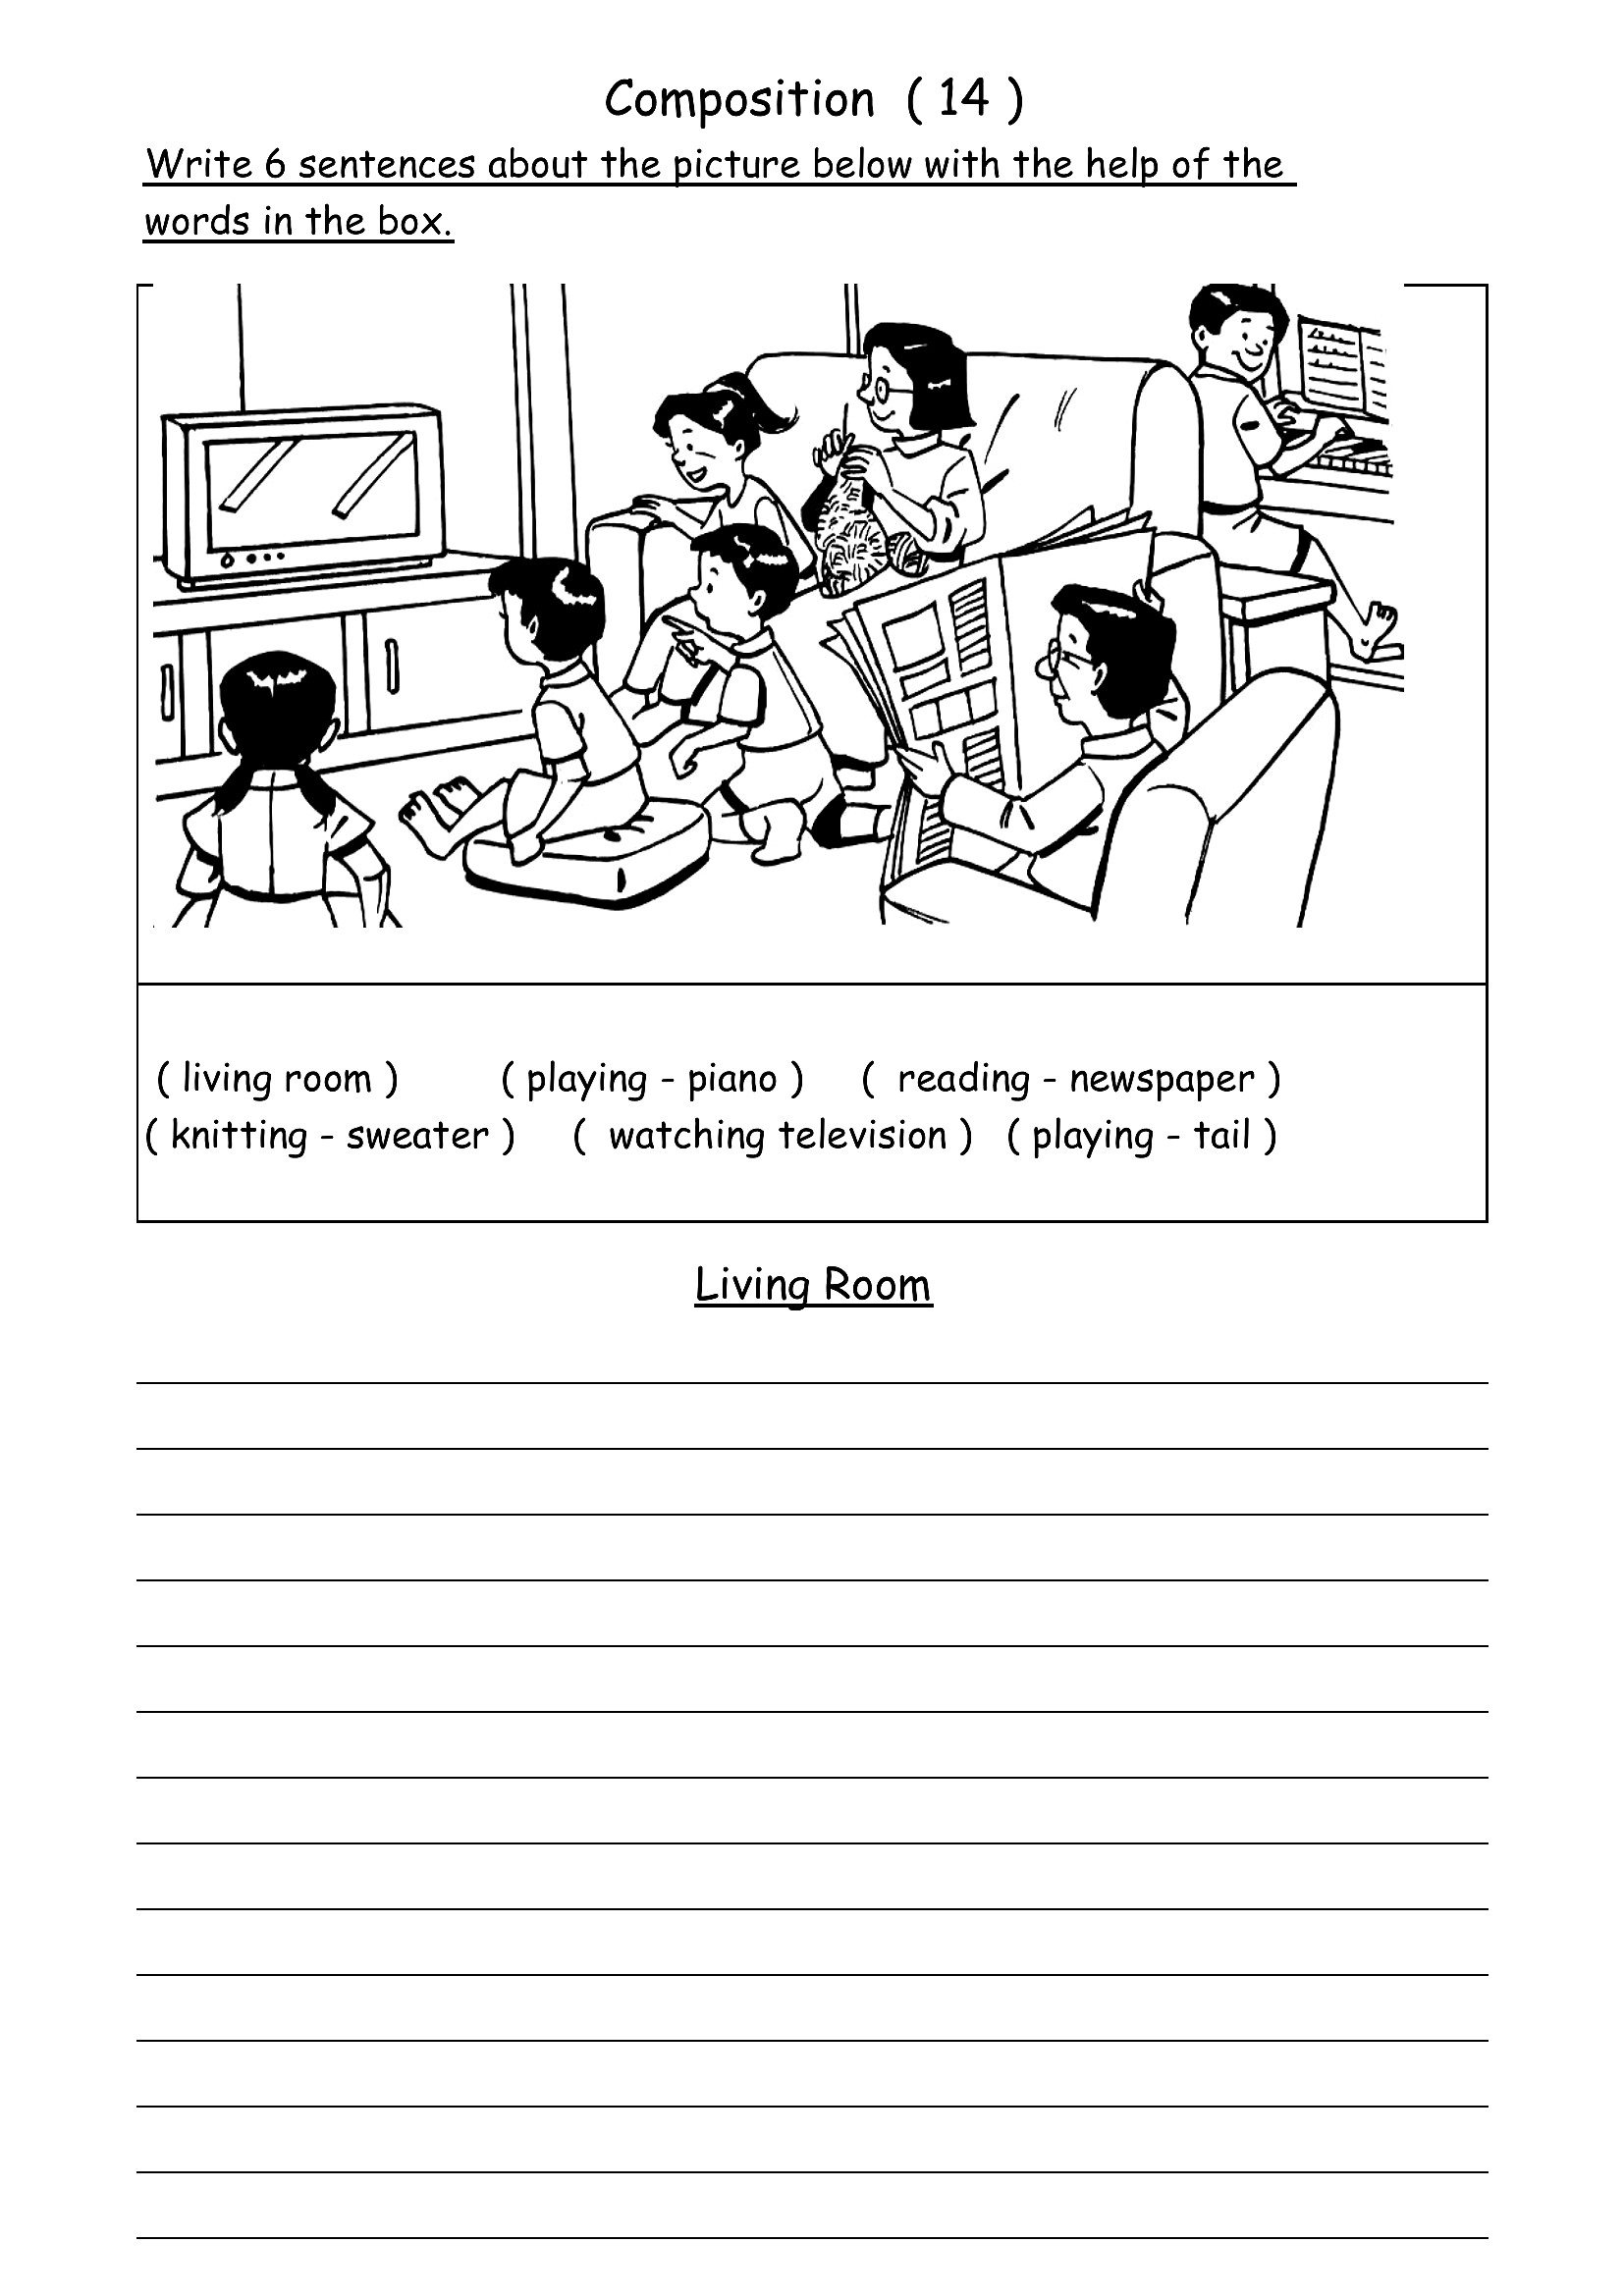 Composition ( 14 )
Write 6 sentences about the picture below with the help of the
words in the box.
( living room ) ( playing - piano ) ( reading - newspaper )
( knitting - sweater ) ( watching television ) ( playing - tail )
Living Room